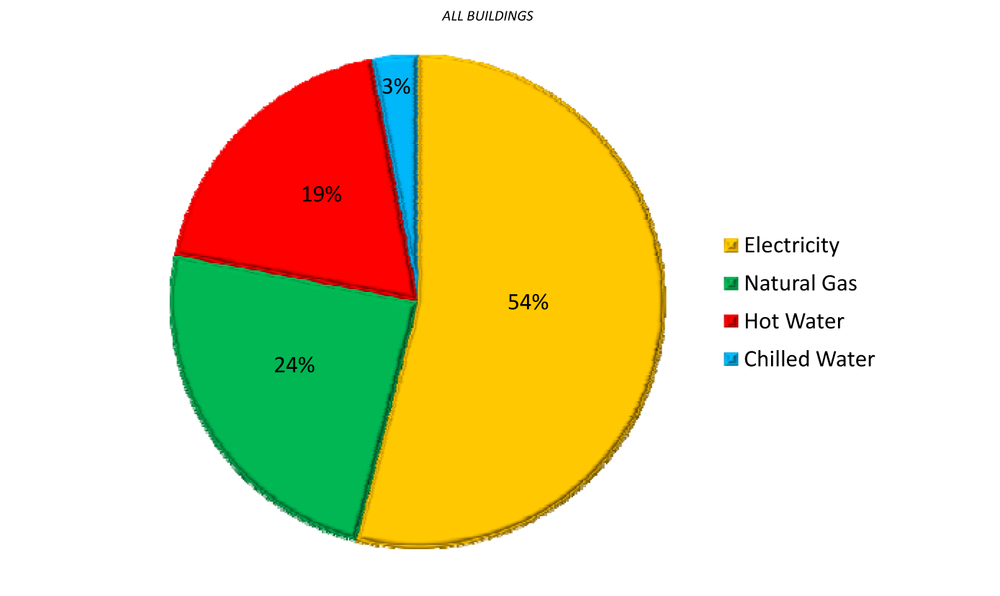 ALL BUILDINGS
3%
19%
54%
24%
Electricity
Natural Gas
Hot Water
Chilled Water